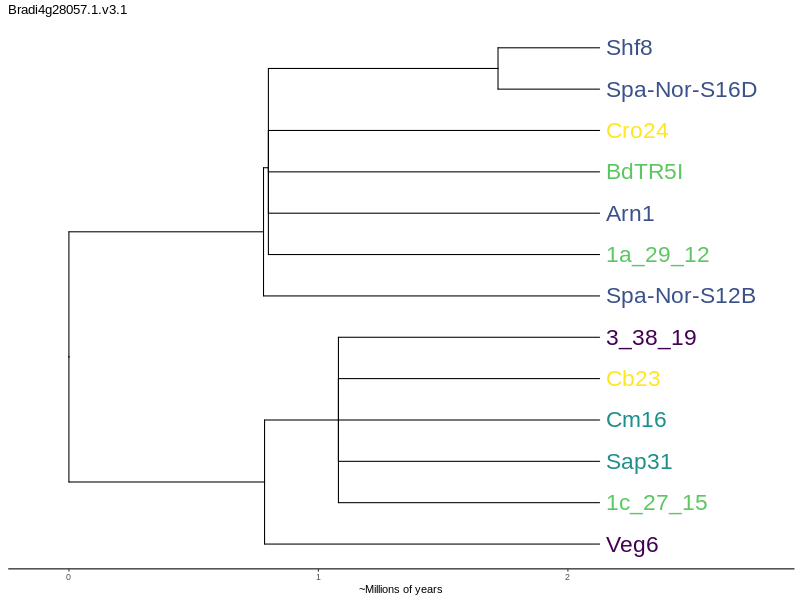 Bradi4g28057.1.v3.1
Shf8
Spa-Nor-S16D
Cro24
BdTR5I
Arn1
1a_29_12
Spa-Nor-S12B
3_38_19
Cb23
Cm16
Sap31
1c_27_15
Veg6
0 1 2
~Millions of years